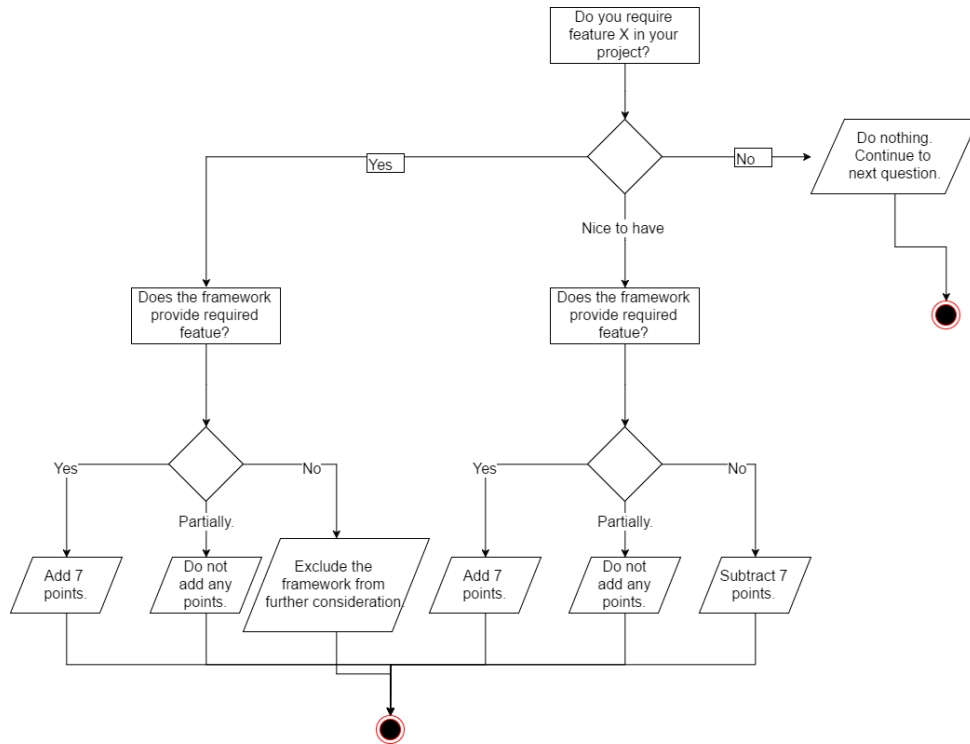 Do you require
feature X in your
project?
Do nothing.
Continue to
next question.
Yes
No
Nice to have
Does the framework
provide required
featue?
Does the framework
provide required
feature?
Yes
No
Yes
No
Partially.
Partially.
Add 7
points.
Do not
add any
points.
Exclude the
framework from
further consideration.
Add 7
points.
Do not
add any
points.
Subtract 7
points.